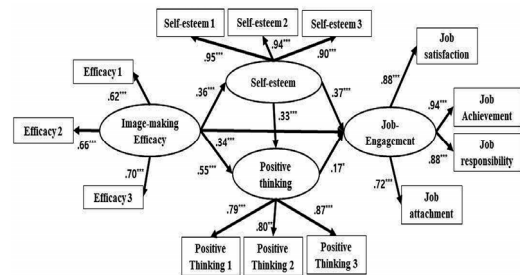 Self-esteem 1
Self-esteem 2
Self-esteem 3
.95***
.94***
.90***
Job
satisfaction
Efficacy 1
.62***
Self-esteem
.88***
.36***
.37***
Job
Achievement
.94***
Efficacy 2
.66***
Image-making
Efficacy
.33***
.34***
Job-
Engagement
.88***
Job
responsibility
.70***
.55***
Positive
thinking
.17*
.72***
Efficacy 3
Job
attachment
.79***
.80**
.87***
Positive
Thinking 1
Positive
Thinking 2
Positive
Thinking 3